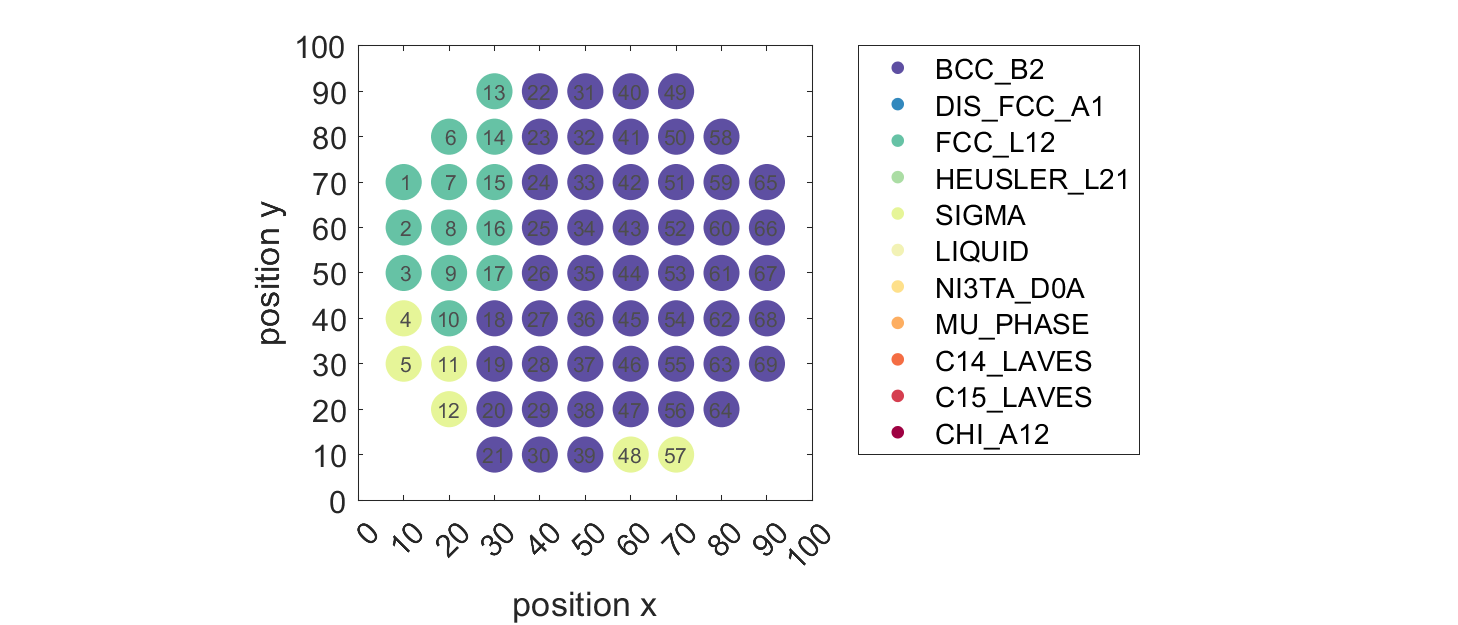 100
90
80
70
60
50
40
30
20
10
0
position y
13 22 31 40 49
6 14 23 32 41 50 58
1 7 15 24 33 42 51 59 65
2 8 16 25 34 43 52 60 66
3 9 17 26 35 44 53 61 67
4 10 18 27 36 45 54 62 68
5 11 19 28 37 46 55 63 69
12 20 29 38 47 56 64
21 30 39 48 57
0 10 20 30 40 50 60 70 80 90 100
position x
BCC_B2
DIS_FCC_A1
FCC_L12
HEUSLER_L21
SIGMA
LIQUID
NI3TA_D0A
MU_PHASE
C14_LAVES
C15_LAVES
CHI_A12